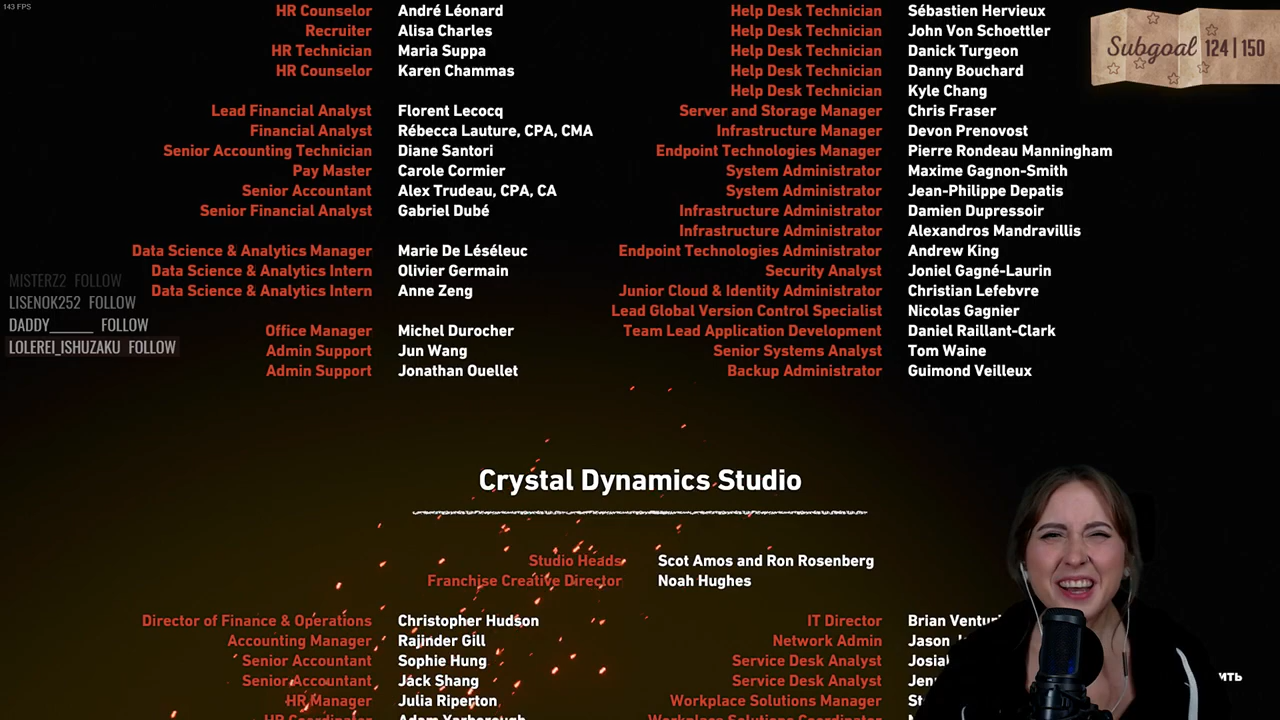 143 FPS
HR Counselor André Léonard
Recruiter Alisa Charles
HR Technician Maria Suppa
HR Counselor Karen Chammas
Lead Financial Analyst Florent Lecocq
Financial Analyst Rébecca Lauture, CPA, CMA
Senior Accounting Technician Diane Santori
Pay Master Carole Cormier
Senior Accountant Alex Trudeau, CPA, CA
Senior Financial Analyst Gabriel Dubé
Data Science & Analytics Manager Marie De Léséleuc
Data Science & Analytics Intern Olivier Germain
Data Science & Analytics Intern Anne Zeng
Office Manager Michel Durocher
Admin Support Jun Wang
Admin Support Jonathan Ouellet
Help Desk Technician Sébastien Hervieux
Help Desk Technician John Von Schoettler
Help Desk Technician Danick Turgeon
Help Desk Technician Danny Bouchard
Help Desk Technician Kyle Chang
Server and Storage Manager Chris Fraser
Infrastructure Manager Devon Prenovost
Endpoint Technologies Manager Pierre Rondeau Manningham
System Administrator Maxime Gagnon-Smith
System Administrator Jean-Philippe Depatis
Infrastructure Administrator Damien Dupressoir
Infrastructure Administrator Alexandros Mandravillis
Endpoint Technologies Administrator Andrew King
Security Analyst Joniel Gagné-Laurin
Junior Cloud & Identity Administrator Christian Lefebvre
Lead Global Version Control Specialist Nicolas Gagnier
Team Lead Application Development Daniel Raillant-Clark
Senior Systems Analyst Tom Waine
Backup Administrator Guimond Veilleux
Subgoal 124|150
MISTERZ2 FOLLOW
LISENOK252 FOLLOW
DADDY_______ FOLLOW
LOLEREI_ISHUZAKU FOLLOW
Crystal Dynamics Studio
Studio Heads Scot Amos and Ron Rosenberg
Franchise Creative Director Noah Hughes
Director of Finance & Operations Christopher Hudson
Accounting Manager Rajinder Gill
Senior Accountant Sophie Hung
Senior Accountant Jack Shang
HR Manager Julia Riperton
HR Coordinator Adam Yarborough
IT Director Brian
Network Admin Jason
Service Desk Analyst
Service Desk Analyst
Workplace Solutions Manager
Workplace Solutions Coordinator